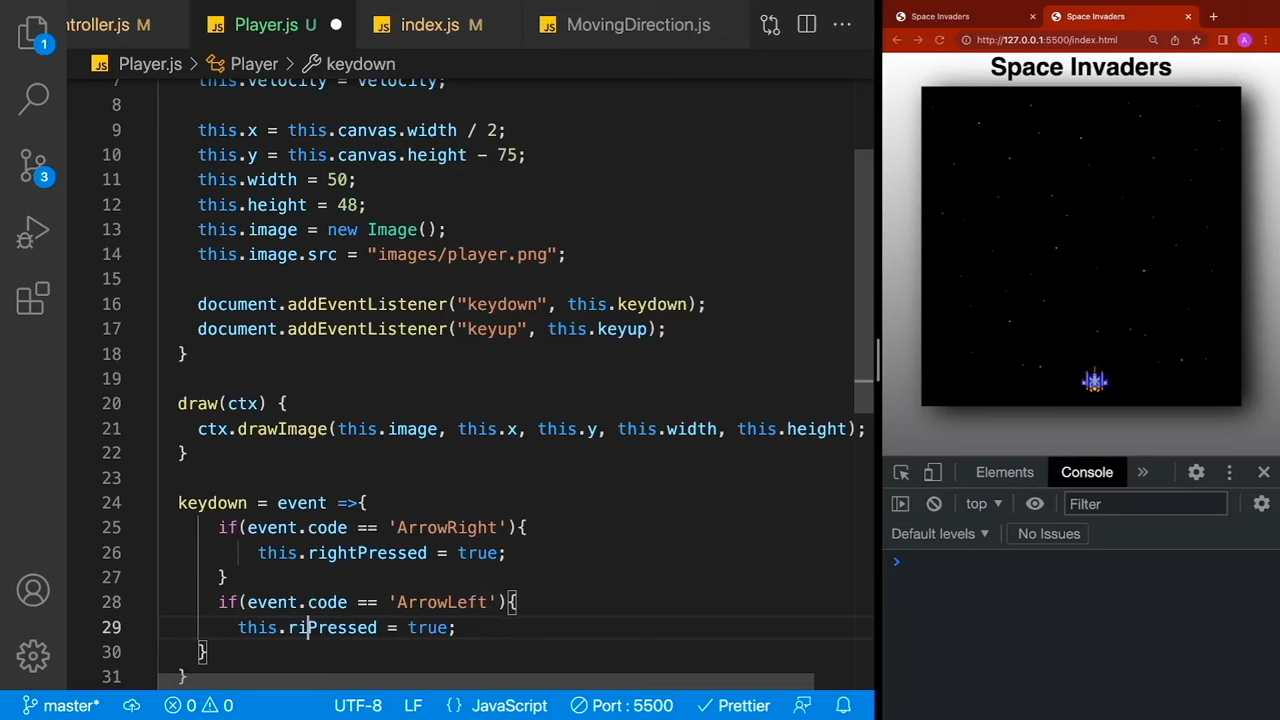 ntroller.js M
Player.js U
index.js M
MovingDirection.js
Player.js > Player > keydown
7 this.velocity = velocity;
8
9 this.x = this.canvas.width / 2;
10 this.y = this.canvas.height - 75;
11 this.width = 50;
12 this.height = 48;
13 this.image = new Image();
14 this.image.src = "images/player.png";
15
16 document.addEventListener("keydown", this.keydown);
17 document.addEventListener("keyup", this.keyup);
18 }
19
20 draw(ctx) {
21 ctx.drawImage(this.image, this.x, this.y, this.width, this.height);
22 }
23
24 keydown = event =>{
25 if(event.code == 'ArrowRight'){
26 this.rightPressed = true;
27 }
28 if(event.code == 'ArrowLeft'){
29 this.riPressed = true;
30 }
31 }
1
3
master* 0 0 UTF-8 LF {} JavaScript Port : 5500 Prettier
Space Invaders
Space Invaders
http://127.0.0.1:5500/index.html
A
Space Invaders
Elements Console
top Filter
Default levels No Issues